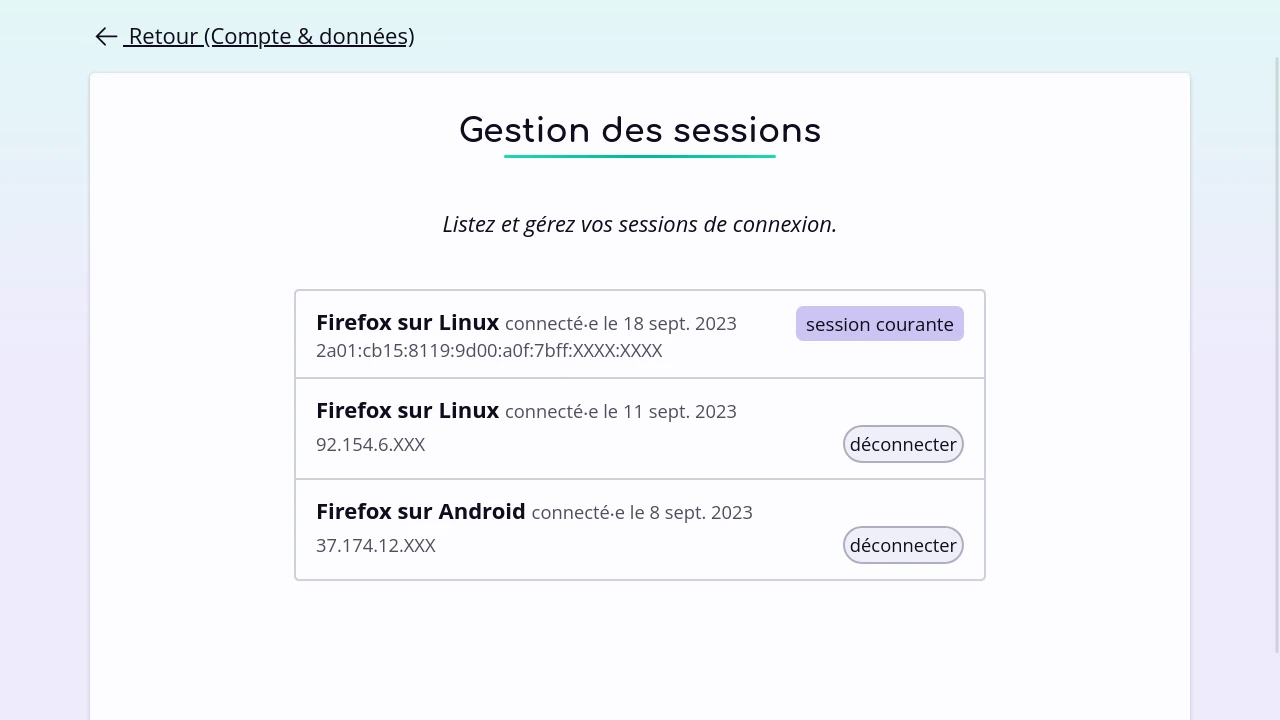 Retour (Compte & données)
Gestion des sessions
Listez et gérez vos sessions de connexion.
Firefox sur Linux connecté·e le 18 sept. 2023 session courante
2a01:cb15:8119:9d00:a0f:7bff:XXXX:XXXX
Firefox sur Linux connecté·e le 11 sept. 2023
92.154.6.XXX déconnecter
Firefox sur Android connecté·e le 8 sept. 2023
37.174.12.XXX déconnecter